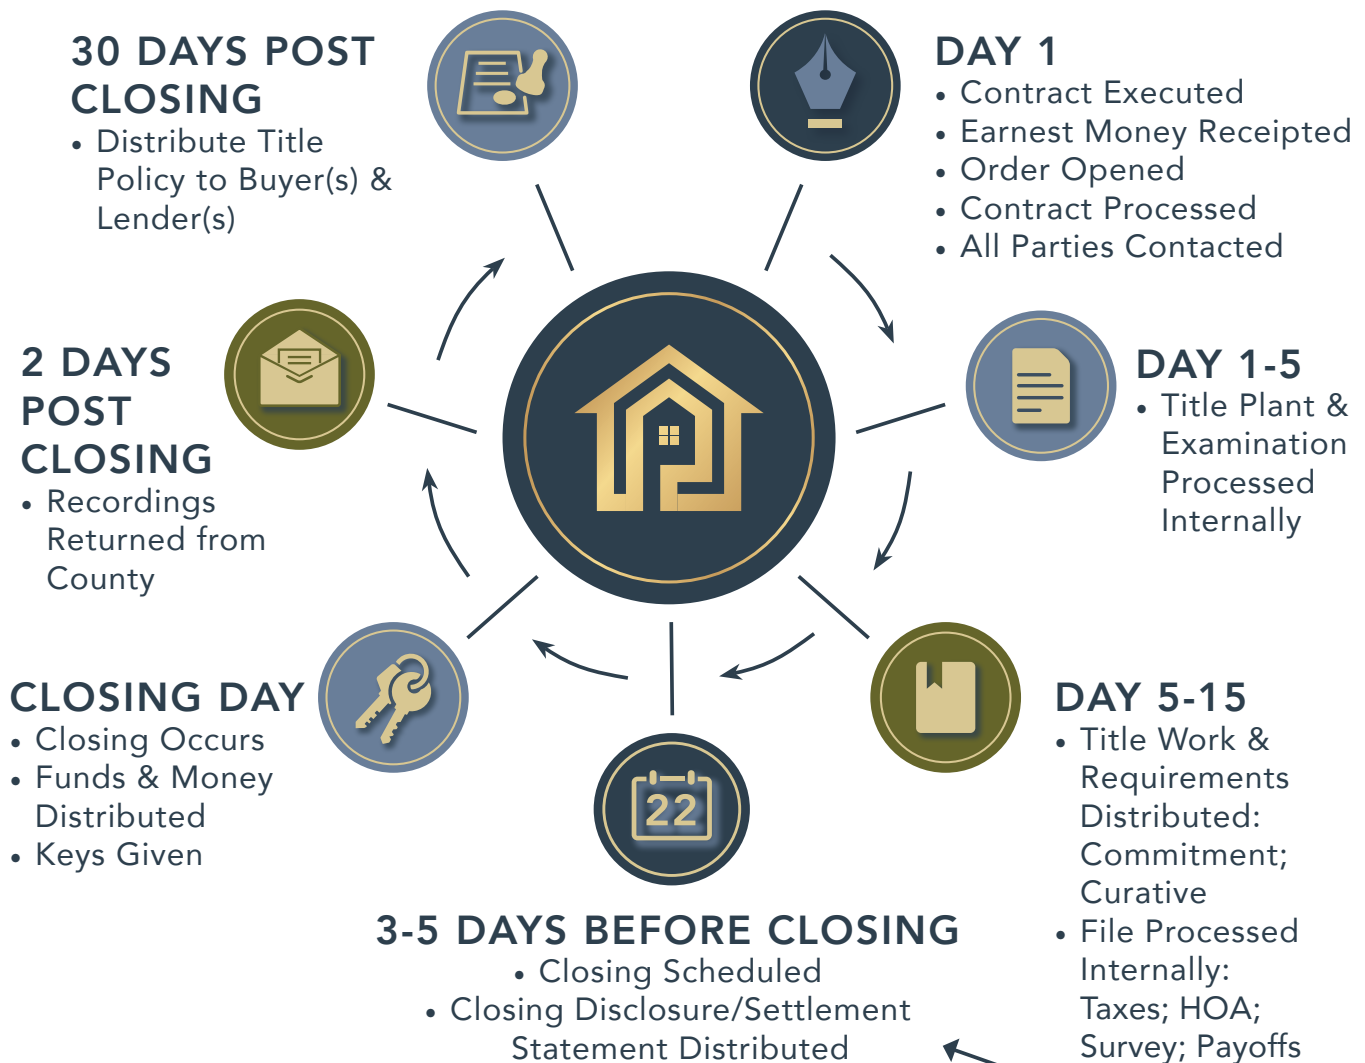 DAY 1
• Contract Executed
• Earnest Money Receipted
• Order Opened
• Contract Processed
• All Parties Contacted
DAY 1-5
• Title Plant &
Examination
Processed
Internally
DAY 5-15
• Title Work &
Requirements
Distributed:
Commitment;
Curative
• File Processed
Internally:
Taxes; HOA;
Survey; Payoffs
22
3-5 DAYS BEFORE CLOSING
• Closing Scheduled
• Closing Disclosure/Settlement
Statement Distributed
CLOSING DAY
• Closing Occurs
• Funds & Money
Distributed
• Keys Given
2 DAYS
POST
CLOSING
• Recordings
Returned from
County
30 DAYS POST
CLOSING
• Distribute Title
Policy to Buyer(s) &
Lender(s)